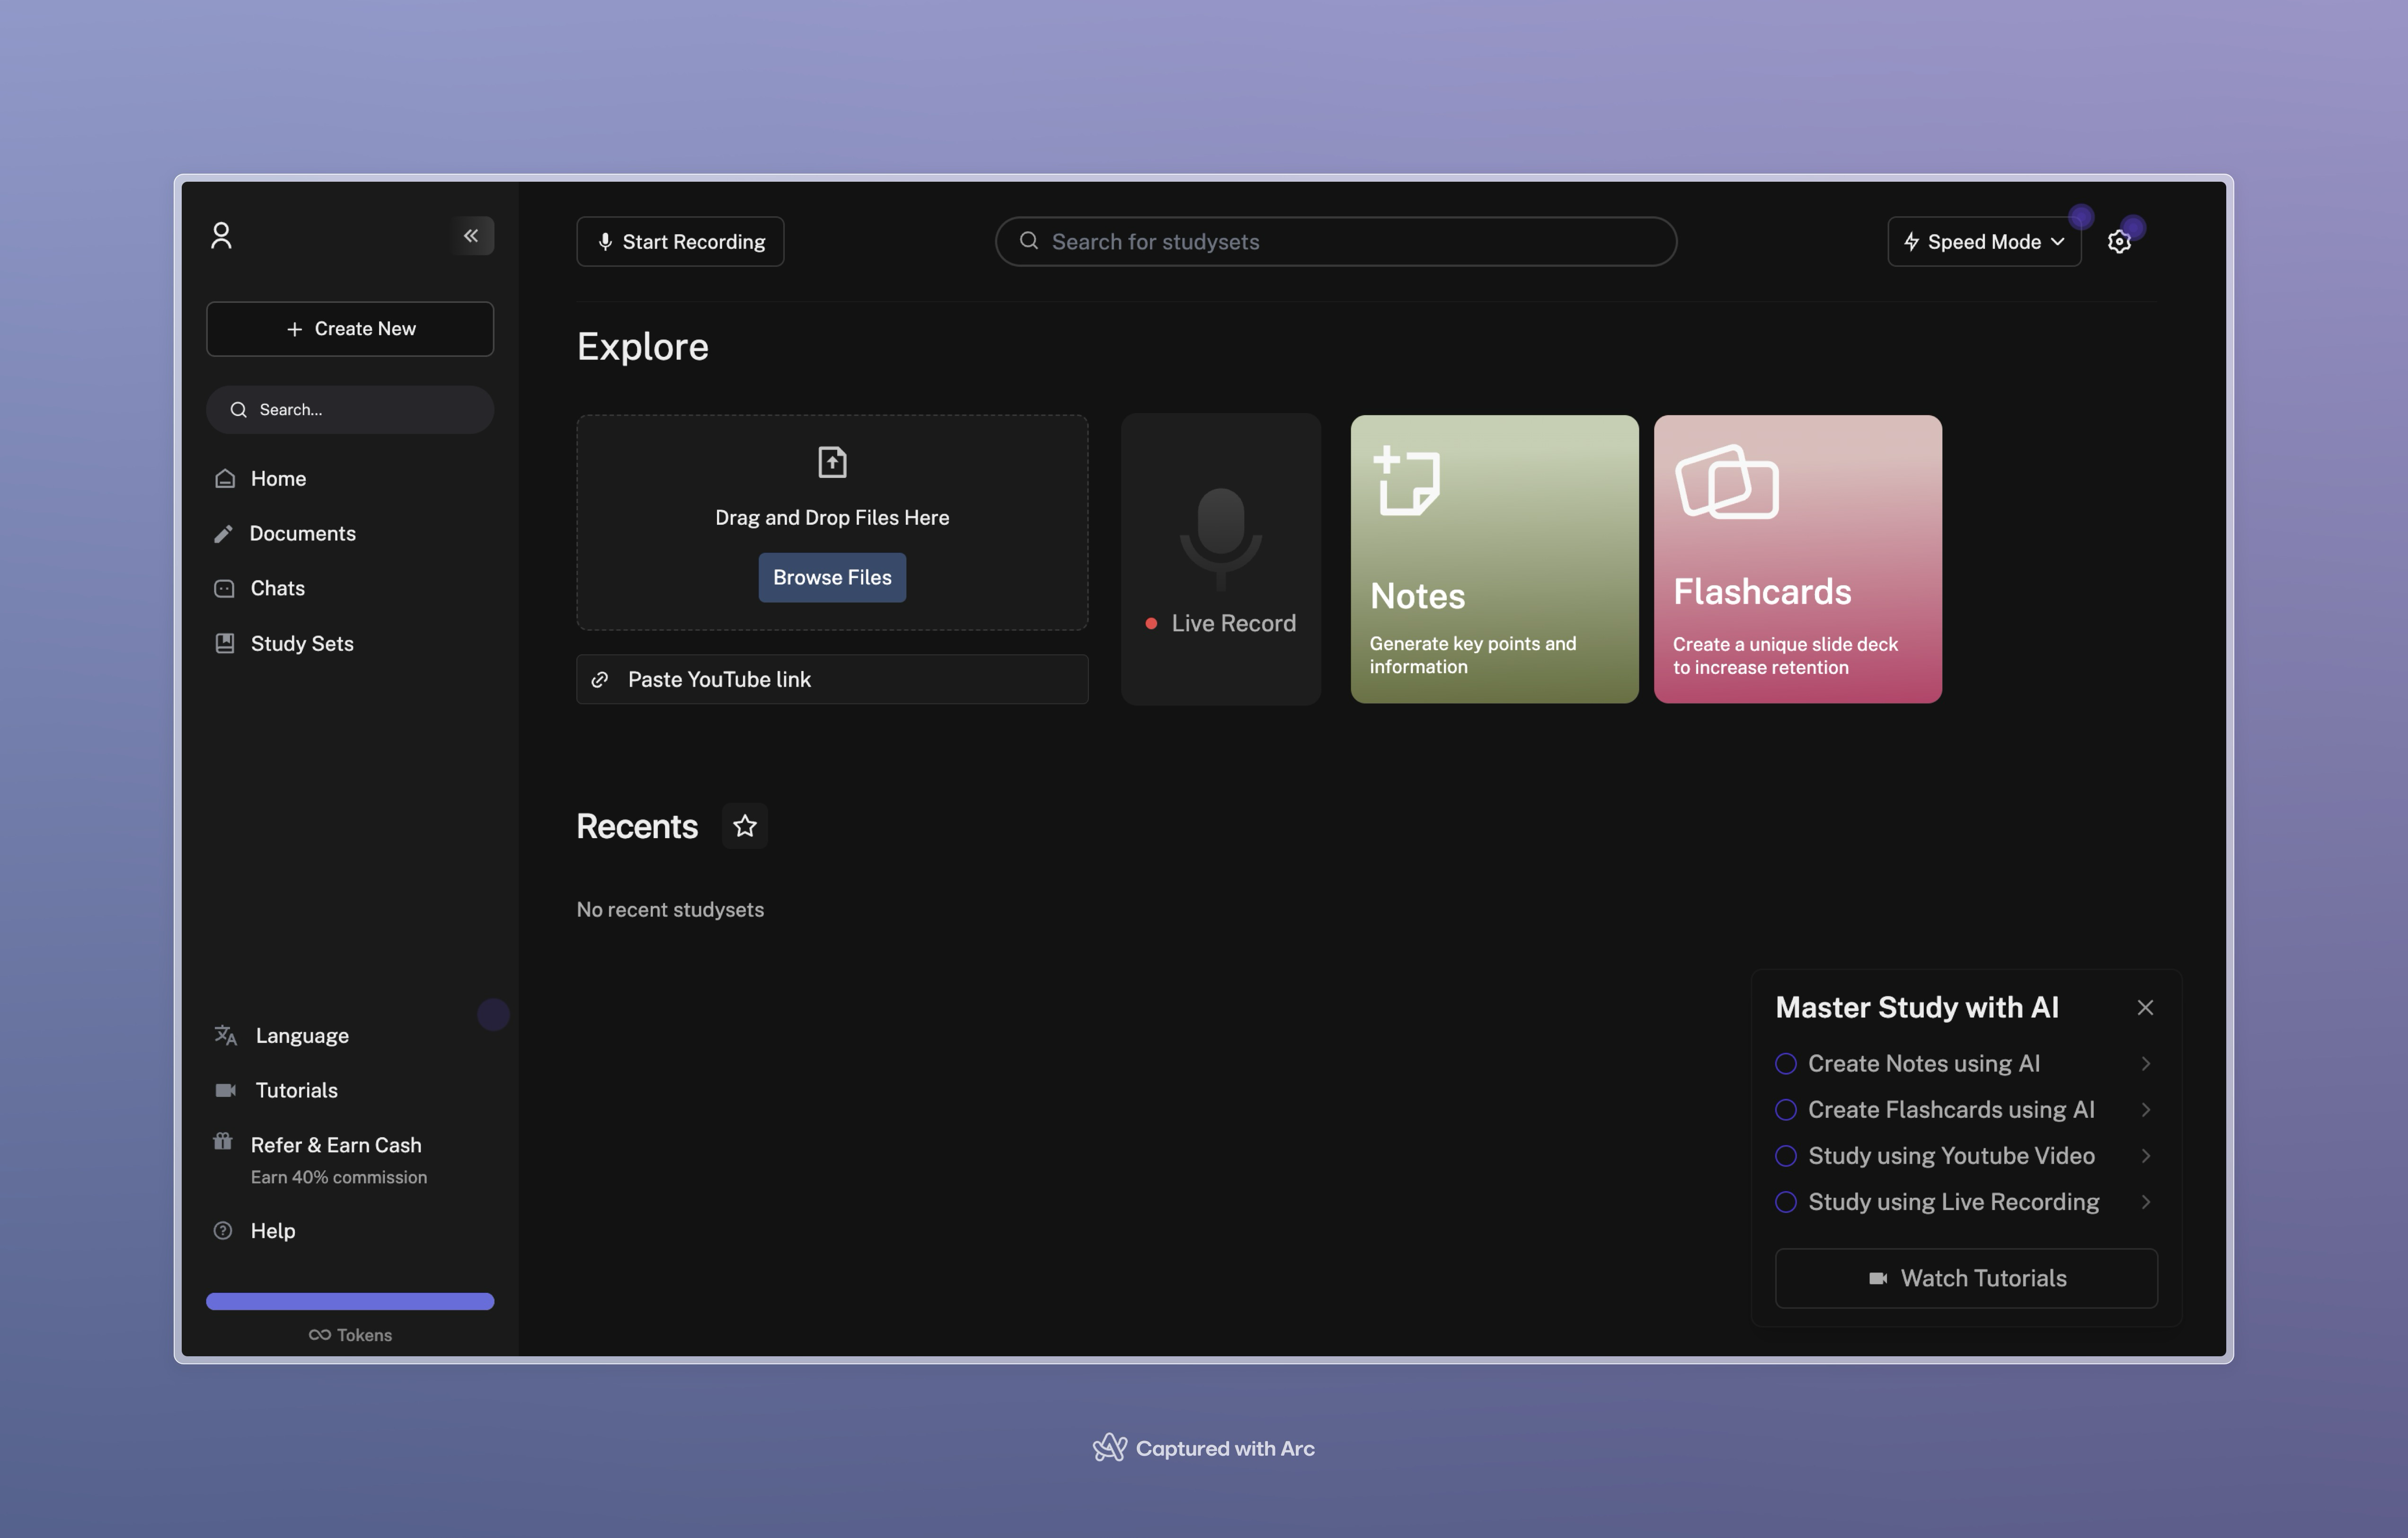 Create New
Search...
Home
Documents
Chats
Study Sets
Language
Tutorials
Refer & Earn Cash
Earn 40% commission
Help
Tokens
Start Recording
Search for studysets
Speed Mode
Explore
Drag and Drop Files Here
Browse Files
Paste YouTube link
Live Record
Notes
Generate key points and
information
Flashcards
Create a unique slide deck
to increase retention
Recents
No recent studysets
Master Study with AI
Create Notes using AI
Create Flashcards using AI
Study using Youtube Video
Study using Live Recording
Watch Tutorials
Captured with Arc